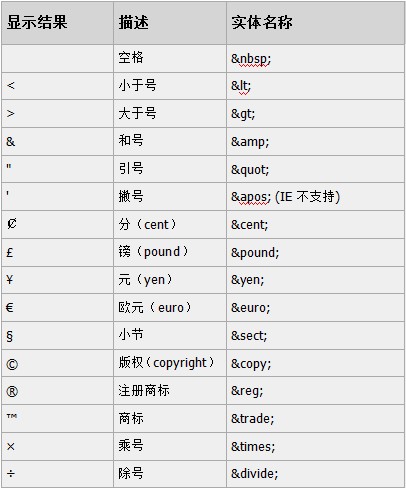 显示结果 描述 实体名称
空格 &nbsp;
< 小于号 &lt;
> 大于号 &gt;
& 和号 &amp;
" 引号 &quot;
' 撇号 &apos; (IE 不支持)
₡ 分（cent） &cent;
£ 镑（pound） &pound;
¥ 元（yen） &yen;
€ 欧元（euro） &euro;
§ 小节 &sect;
© 版权（copyright） &copy;
® 注册商标 &reg;
™ 商标 &trade;
× 乘号 &times;
÷ 除号 &divide;